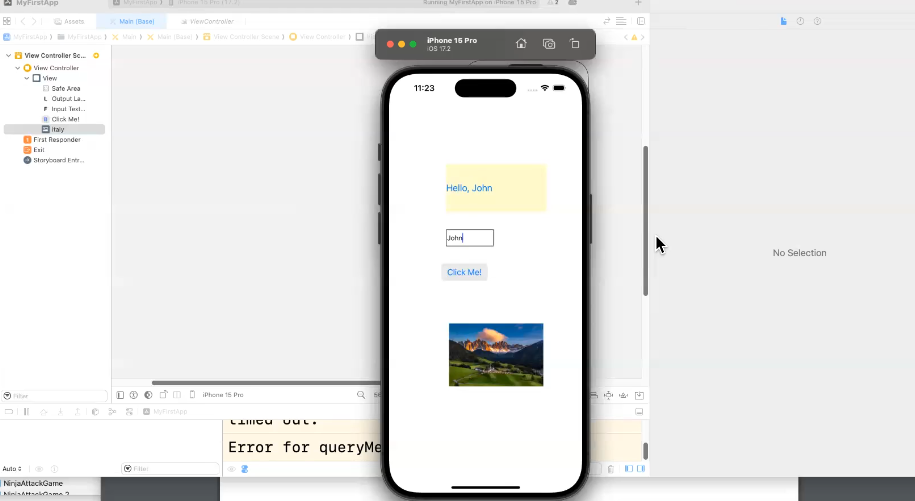 MyFirstApp
iPhone 15 Pro (17.2)
Running MyFirstApp on iPhone 15 Pro
2
Assets
Main (Base)
ViewController
MyFirstApp
MyFirstApp
Main
Main (Base)
View Controller Scene
View Controller
View Controller Sc...
View Controller
View
Safe Area
L Output La...
F Input Text...
B Click Me!
Italy
First Responder
Exit
Storyboard Entr...
iPhone 15 Pro
iOS 17.2
11:23
Hello, John
John
Click Me!
No Selection
Filter
iPhone 15 Pro
MyFirstApp
timed out.
Error for queryMe
Auto
Filter
NinjaAttackGame
NinjaAttackGame 2